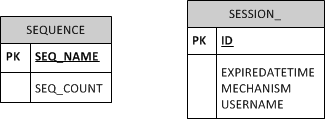 SEQUENCE
PK SEQ_NAME
SEQ_COUNT
SESSION_
PK ID
EXPIREDATETIME
MECHANISM
USERNAME